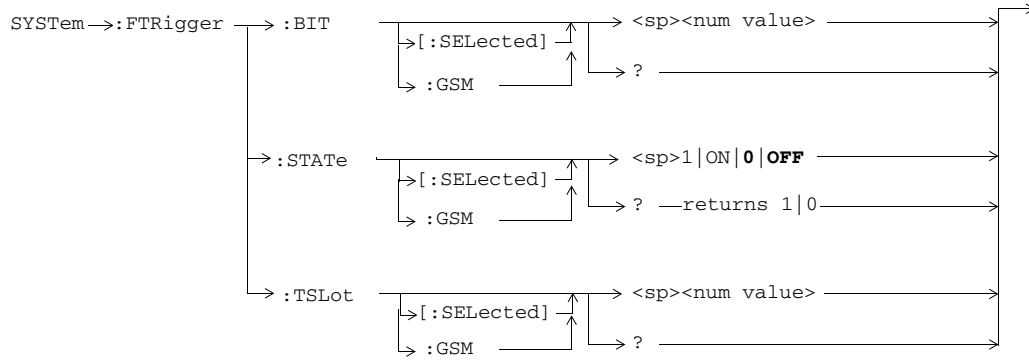 SYSTem :FTRigger :BIT <sp><num value>
[:SELected]
:GSM ?
:STATe <sp>1|ON|0|OFF
[:SELected]
:GSM ? returns 1|0
:TSLot <sp><num value>
[:SELected]
:GSM ?